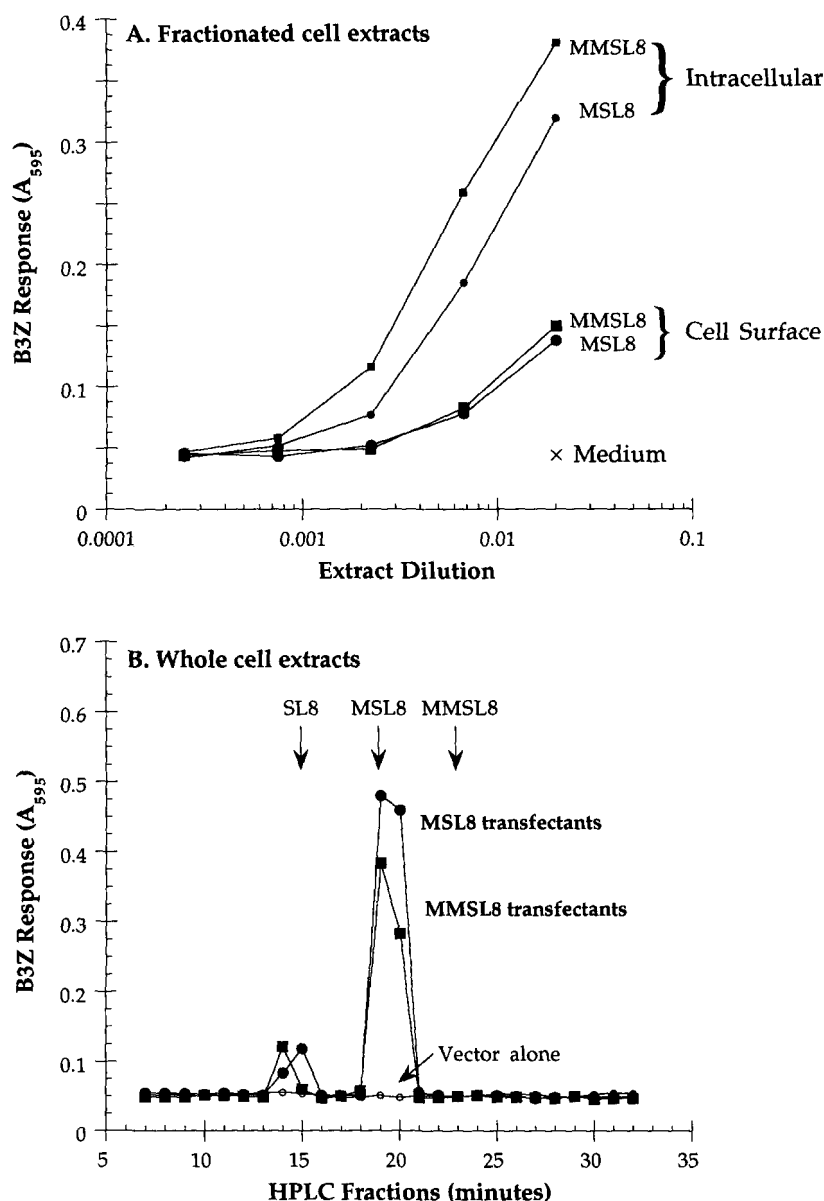 A. Fractionated cell extracts
0.4
0.3
0.2
0.1
0
B3Z Response (A595)
MMSL8
MSL8
Intracellular
MMSL8
MSL8
Cell Surface
× Medium
0.0001
0.001
0.01
0.1
Extract Dilution
B. Whole cell extracts
0.7
0.6
0.5
0.4
0.3
0.2
0.1
0
B3Z Response (A595)
SL8
MSL8
MMSL8
MSL8 transfectants
MMSL8 transfectants
Vector alone
5
10
15
20
25
30
35
HPLC Fractions (minutes)